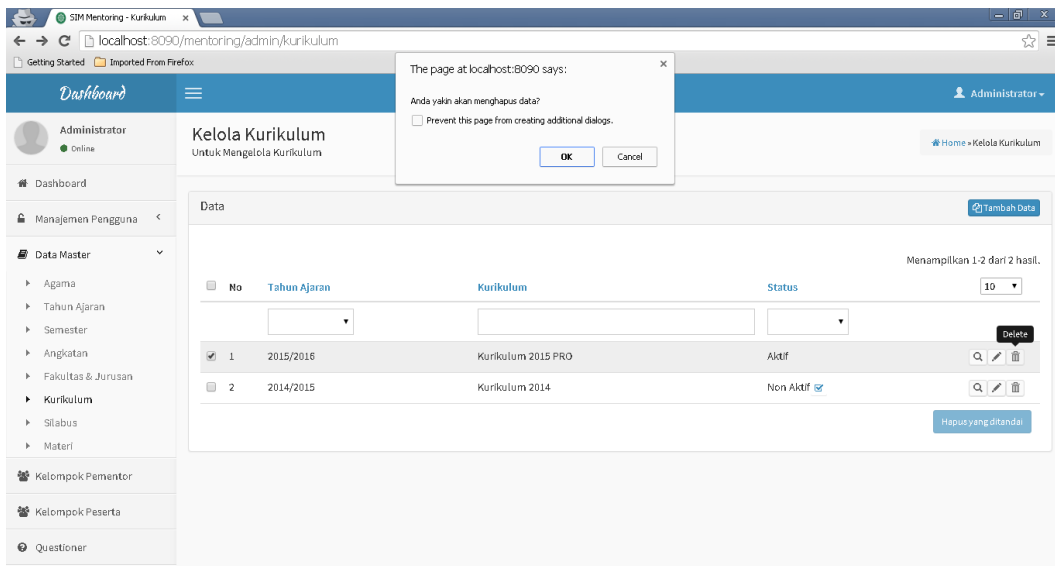 SIM Mentoring - Kurikulum
localhost:8090/mentoring/admin/kurikulum
Getting Started Imported From Firefox
The page at localhost:8090 says:
Anda yakin akan menghapus data?
Prevent this page from creating additional dialogs.
OK Cancel
Dashboard
Administrator
Administrator
Online
Kelola Kurikulum
Untuk Mengelola Kurikulum
Home » Kelola Kurikulum
Dashboard
Manajemen Pengguna
Data Master
Agama
Tahun Ajaran
Semester
Angkatan
Fakultas & Jurusan
Kurikulum
Silabus
Materi
Kelompok Pementor
Kelompok Peserta
Questioner
Data
Tambah Data
Menampilkan 1-2 dari 2 hasil.
No Tahun Ajaran Kurikulum Status 10
Delete
1 2015/2016 Kurikulum 2015 PRO Aktif
2 2014/2015 Kurikulum 2014 Non Aktif
Hapus yang ditandai